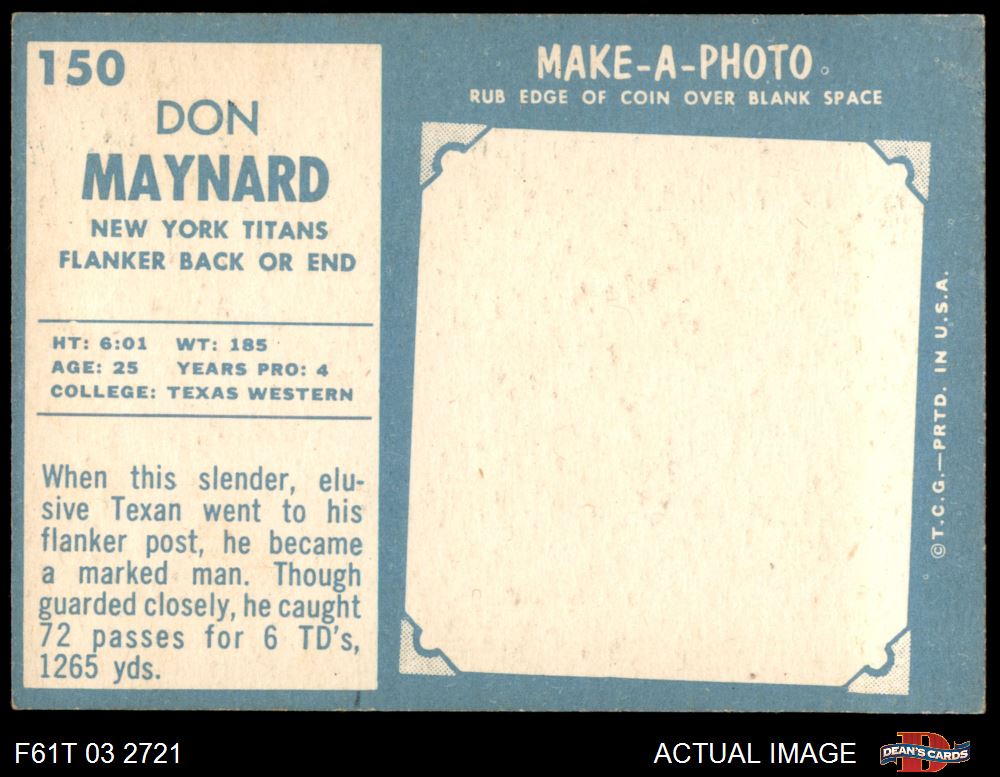 150
DON
MAYNARD
NEW YORK TITANS
FLANKER BACK OR END
HT: 6:01 WT: 185
AGE: 25 YEARS PRO: 4
COLLEGE: TEXAS WESTERN
When this slender, elu-
sive Texan went to his
flanker post, he became
a marked man. Though
guarded closely, he caught
72 passes for 6 TD's,
1265 yds.
MAKE-A-PHOTO
RUB EDGE OF COIN OVER BLANK SPACE
©T.C.G.—PRTD. IN U.S.A.
F61T 03 2721
ACTUAL IMAGE
D
DEAN'S CARDS